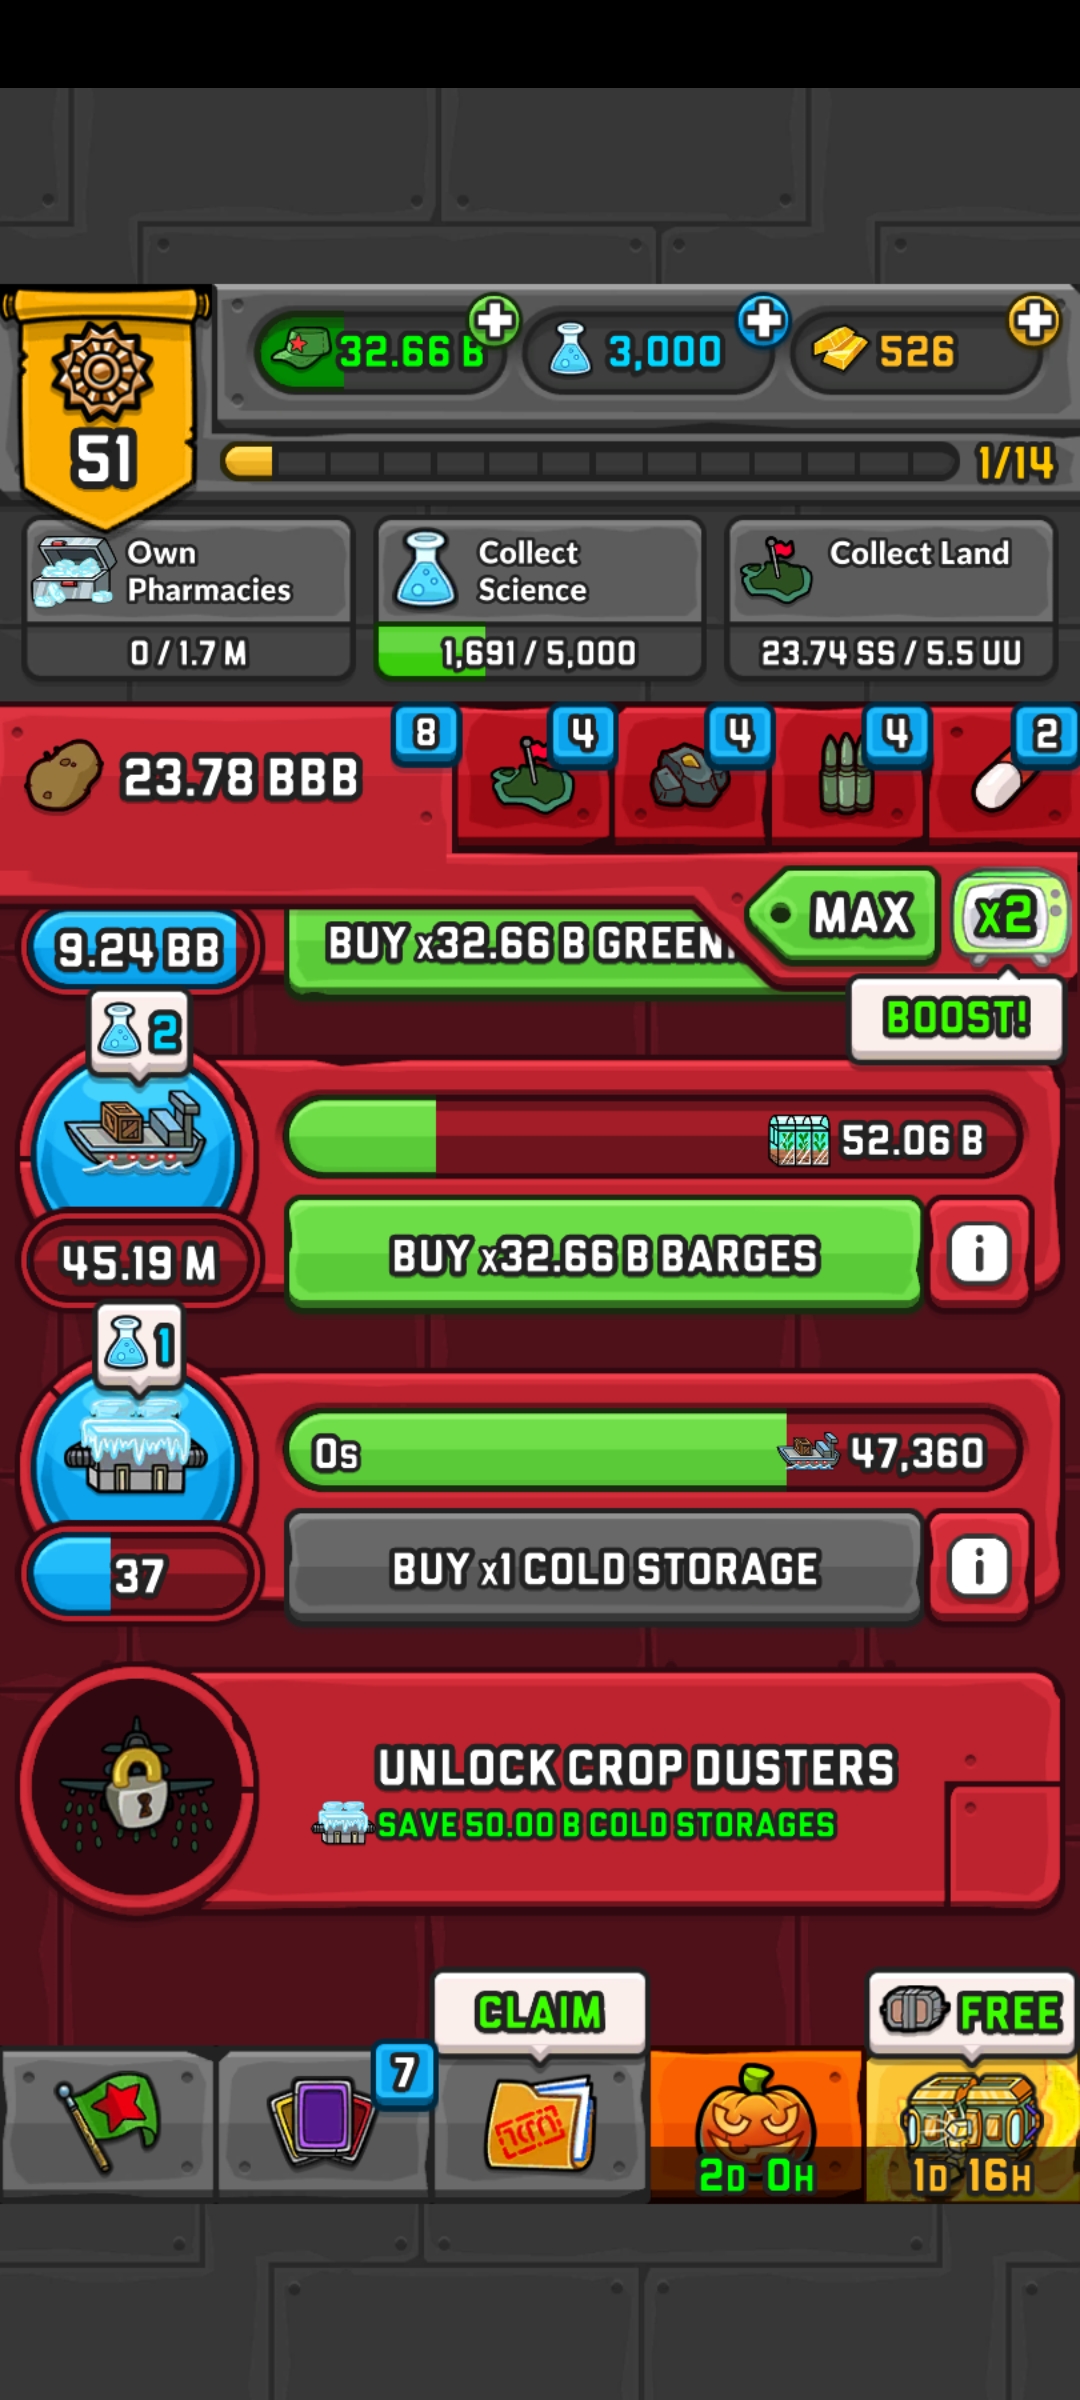 32.66 B
3,000
526
51
1/14
Own
Pharmacies
0 / 1.7 M
Collect
Science
1,691 / 5,000
Collect Land
23.74 SS / 5.5 UU
23.78 BBB
8
4
4
4
2
MAX
x2
BOOST!
9.24 BB
BUY x32.66 B GREEN
2
52.06 B
45.19 M
BUY x32.66 B BARGES
i
1
0s
47,360
37
BUY x1 COLD STORAGE
i
UNLOCK CROP DUSTERS
SAVE 50.00 B COLD STORAGES
CLAIM
FREE
7
2D 0H
1D 16H